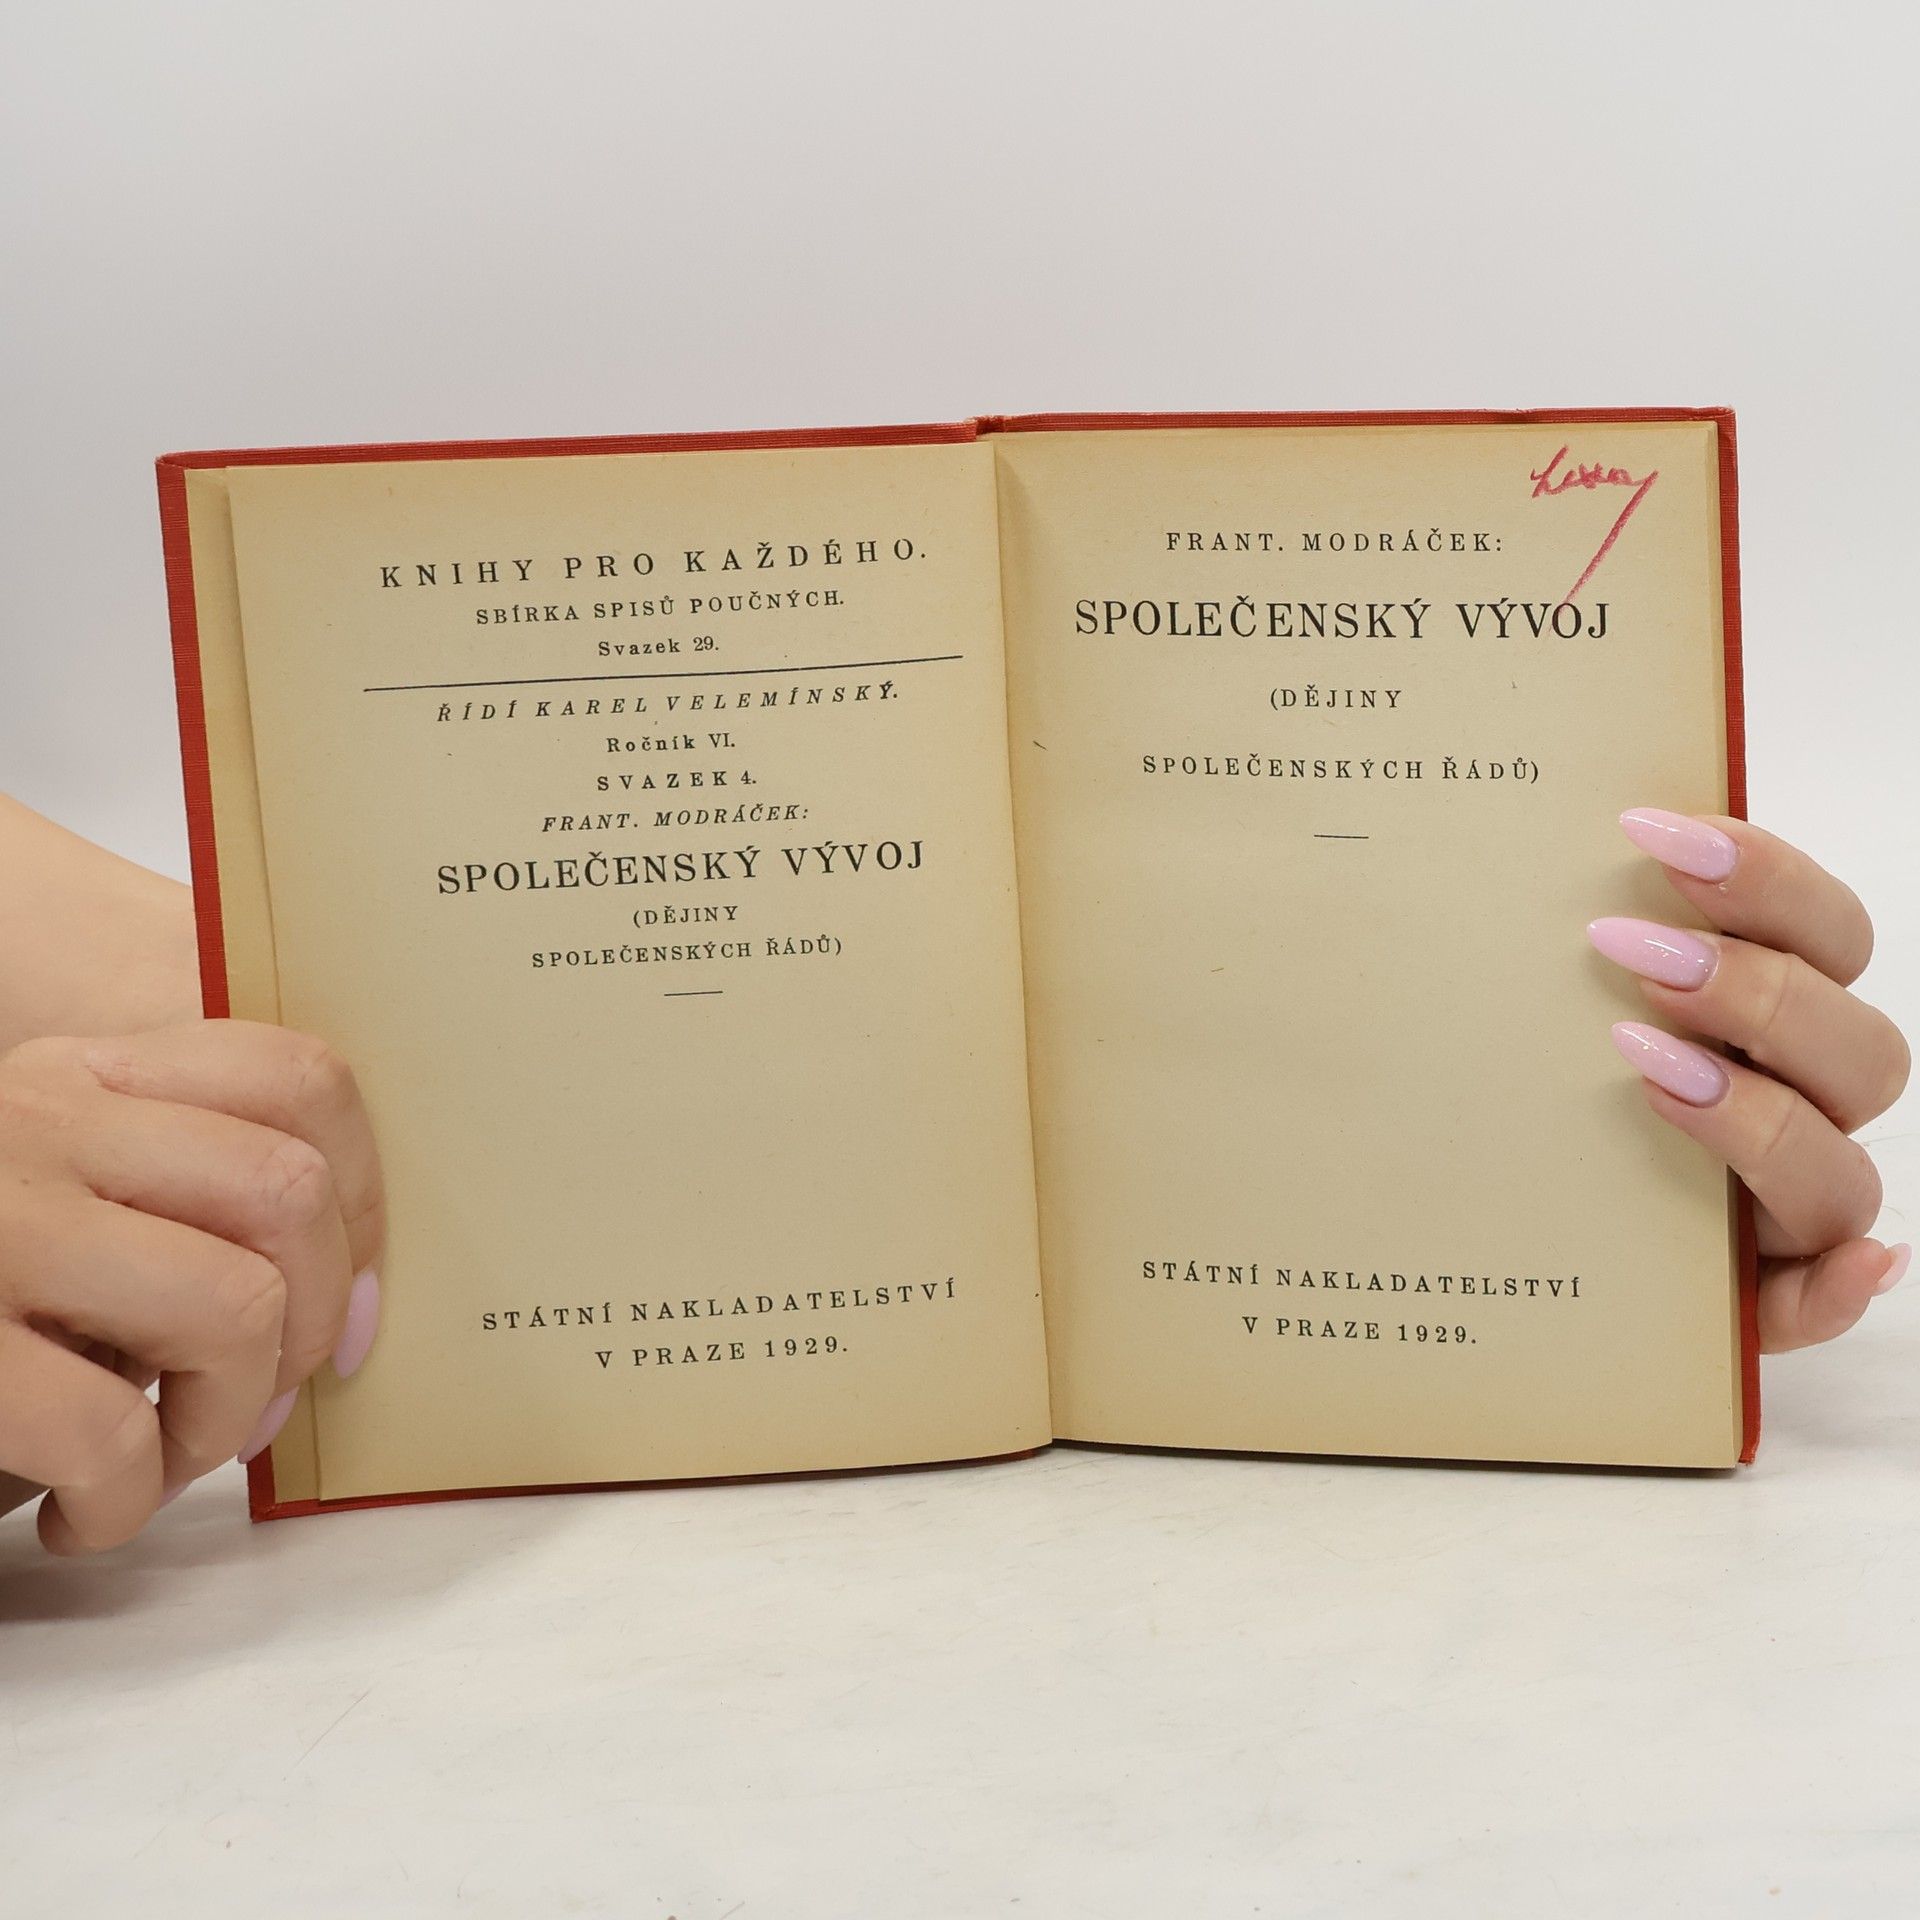 KNIHY PRO KAŽDÉHO.
SBÍRKA SPISŮ POUČNÝCH.
Svazek 29.
ŘÍDÍ KAREL VELEMÍNSKÝ.
Ročník VI.
SVAZEK 4.
FRANT. MODRÁČEK:
SPOLEČENSKÝ VÝVOJ
(DĚJINY
SPOLEČENSKÝCH ŘÁDŮ)
STÁTNÍ NAKLADATELSTVÍ
V PRAZE 1929.
FRANT. MODRÁČEK:
SPOLEČENSKÝ VÝVOJ
(DĚJINY
SPOLEČENSKÝCH ŘÁDŮ)
STÁTNÍ NAKLADATELSTVÍ
V PRAZE 1929.